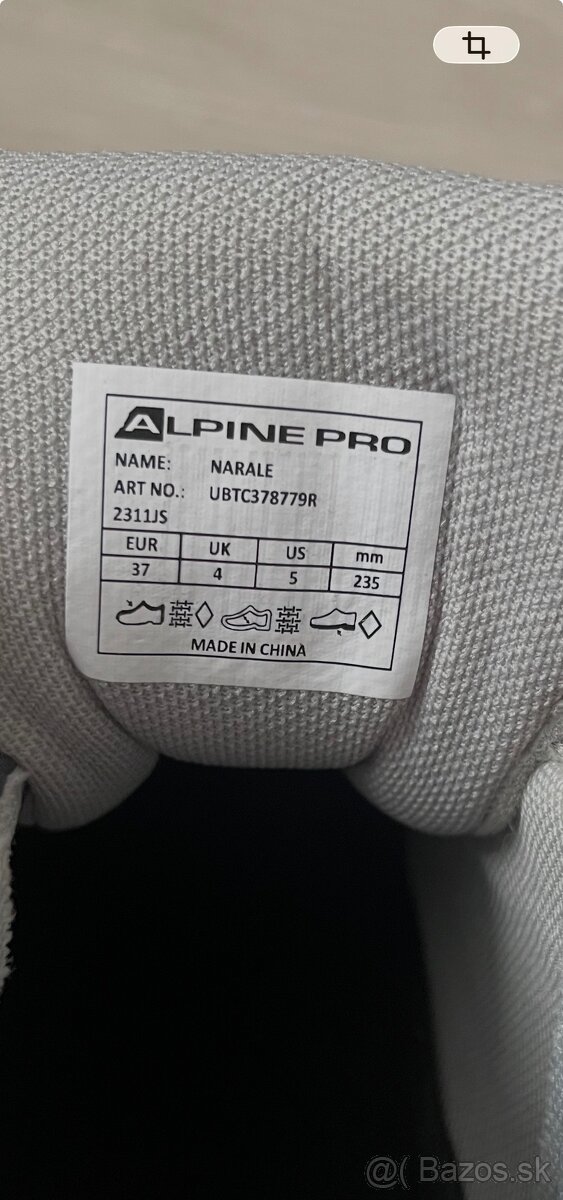 ALPINE PRO
NAME: NARALE
ART NO.: UBTC378779R
2311JS
EUR UK US mm
37 4 5 235
MADE IN CHINA
@( Bazos.sk